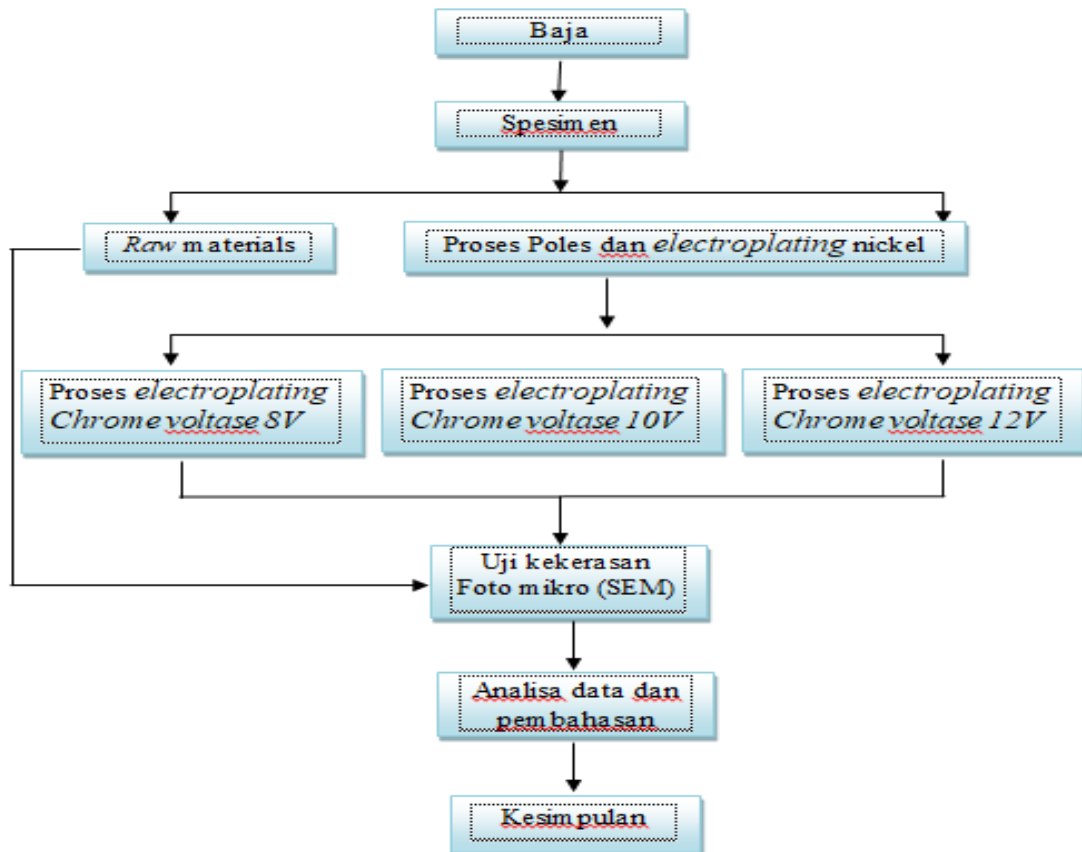 Baja
Spesimen
Raw materials
Proses Poles dan electroplating nickel
Proses electroplating
Chrome voltase 8V
Proses electroplating
Chrome voltase 10V
Proses electroplating
Chrome voltase 12V
Uji kekerasan
Foto mikro (SEM)
Analisa data dan
pembahasan
Kesimpulan